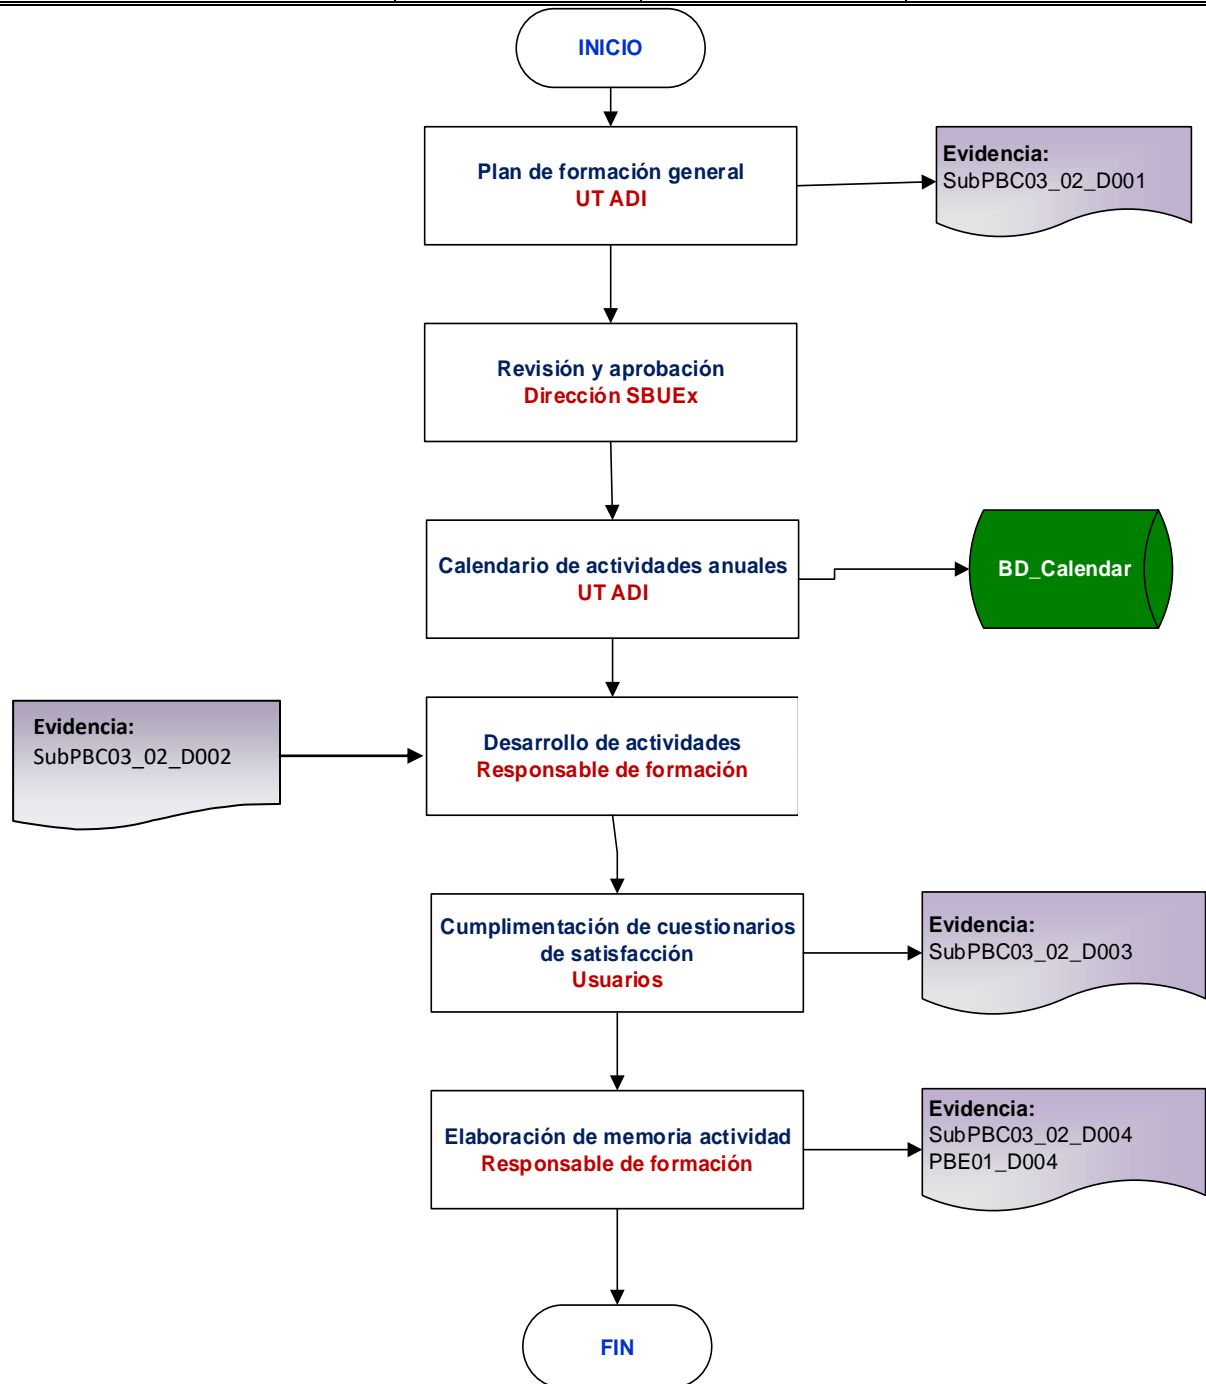 INICIO
Plan de formación general
UT ADI
Evidencia:
SubPBC03_02_D001
Revisión y aprobación
Dirección SBUEx
Calendario de actividades anuales
UT ADI
BD_Calendar
Evidencia:
SubPBC03_02_D002
Desarrollo de actividades
Responsable de formación
Cumplimentación de cuestionarios
de satisfacción
Usuarios
Evidencia:
SubPBC03_02_D003
Elaboración de memoria actividad
Responsable de formación
Evidencia:
SubPBC03_02_D004
PBE01_D004
FIN